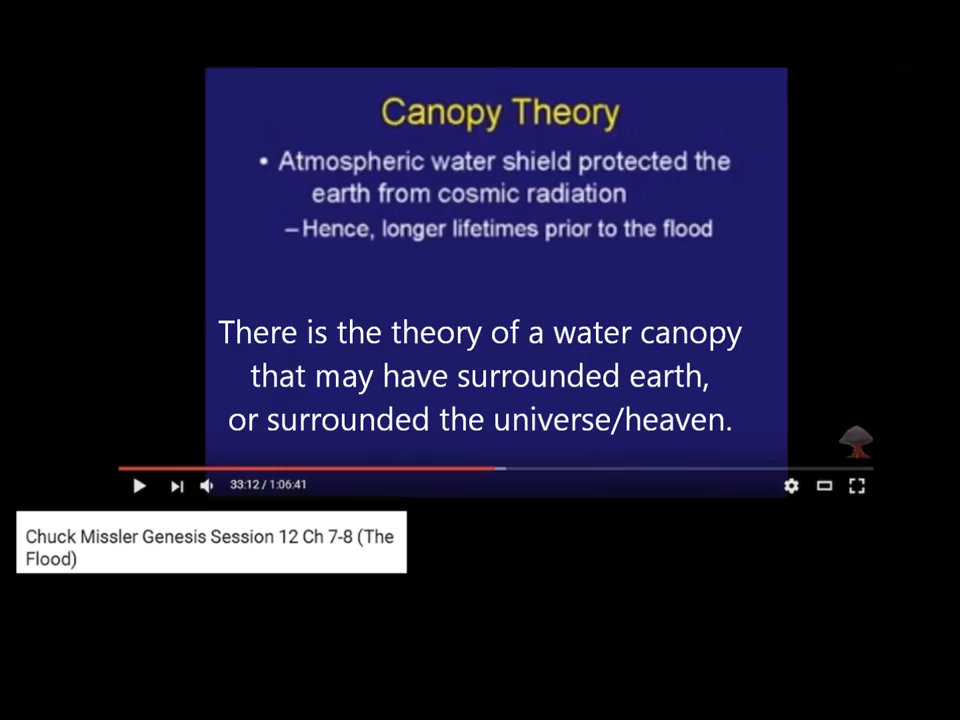 Canopy Theory
• Atmospheric water shield protected the
earth from cosmic radiation
– Hence, longer lifetimes prior to the flood
There is the theory of a water canopy
that may have surrounded earth,
or surrounded the universe/heaven.
33:12 / 1:06:41
Chuck Missler Genesis Session 12 Ch 7-8 (The
Flood)